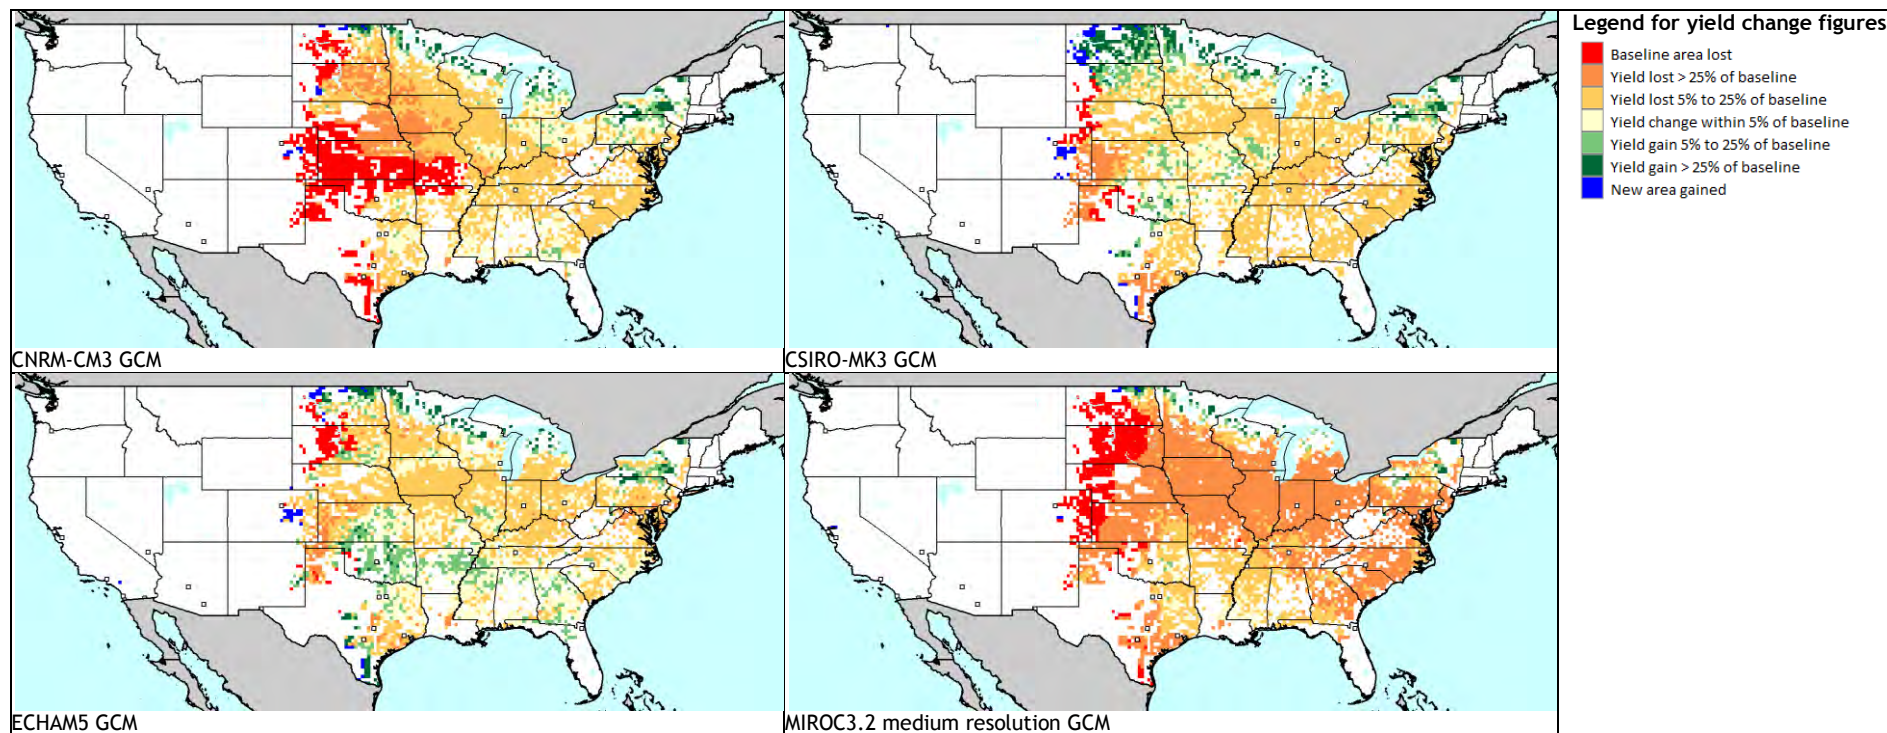 Legend for yield change figures
Baseline area lost
Yield lost > 25% of baseline
Yield lost 5% to 25% of baseline
Yield change within 5% of baseline
Yield gain 5% to 25% of baseline
Yield gain > 25% of baseline
New area gained
CNRM-CM3 GCM
CSIRO-MK3 GCM
ECHAM5 GCM
MIROC3.2 medium resolution GCM